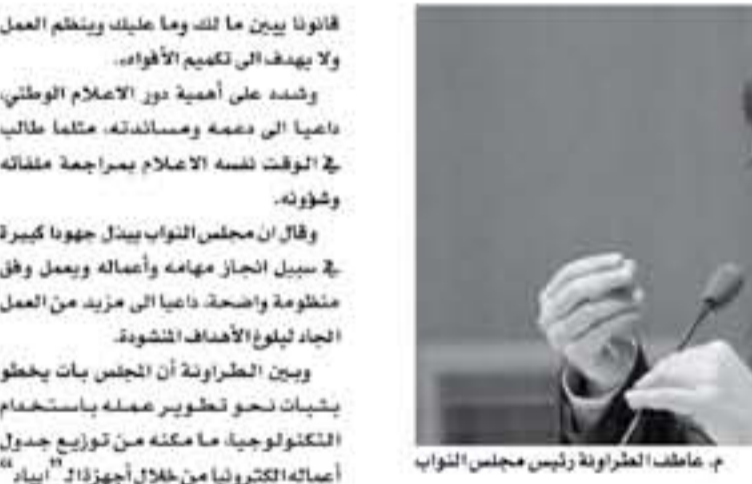 قانونا يبين ما لك وما عليك وينظم العمل
ولا يهدف الى تكميم الأفواه.
وشدد على أهمية دور الاعلام الوطني،
داعيا الى دعمه ومساندته، مثلما طالب
في الوقت نفسه الاعلام بمراجعة ملفاته
وشؤونه.
وقال ان مجلس النواب يبذل جهودا كبيرة
في سبيل انجاز مهامه وأعماله ويعمل وفق
منظومة واضحة، داعيا الى مزيد من العمل
الجاد لبلوغ الأهداف المنشودة.
وبين الطراونة أن المجلس بات يخطو
بثبات نحو تطوير عمله باستخدام
التكنولوجيا، ما مكنه من توزيع جدول
أعماله الكترونيا من خلال أجهزة الـ "ايباد"
م. عاطف الطراونة رئيس مجلس النواب